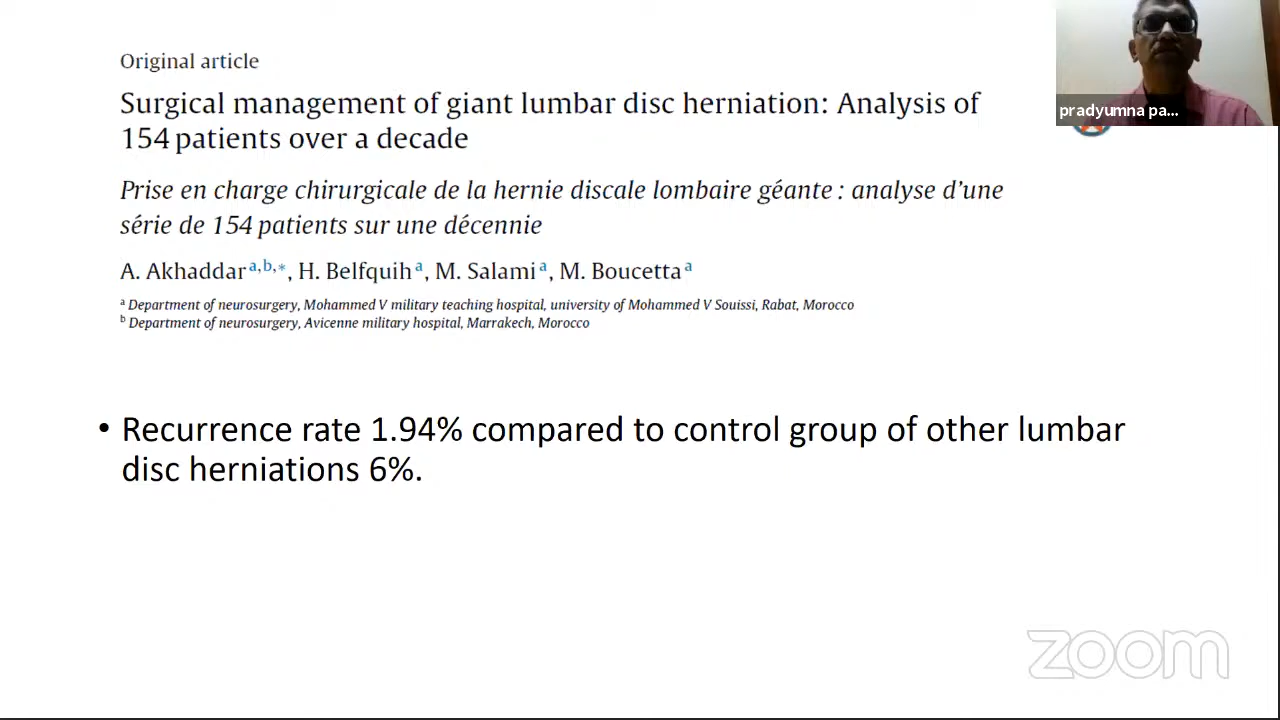 Original article
Surgical management of giant lumbar disc herniation: Analysis of
154 patients over a decade
Prise en charge chirurgicale de la hernie discale lombaire géante : analyse d'une
série de 154 patients sur une décennie
A. Akhaddar a,b,*, H. Belfquih a, M. Salami a, M. Boucetta a
a Department of neurosurgery, Mohammed V military teaching hospital, university of Mohammed V Souissi, Rabat, Morocco
b Department of neurosurgery, Avicenne military hospital, Marrakech, Morocco
• Recurrence rate 1.94% compared to control group of other lumbar
disc herniations 6%.
pradyumna pa...
zoom